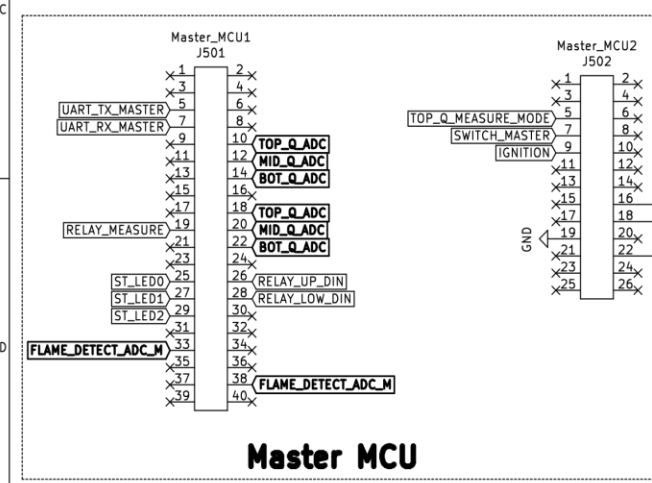 C
Master_MCU1
J501
1 2
3 4
UART_TX_MASTER 5 6
UART_RX_MASTER 7 8
9 10 TOP_Q_ADC
11 12 MID_Q_ADC
13 14 BOT_Q_ADC
15 16
17 18 TOP_Q_ADC
RELAY_MEASURE 19 20 MID_Q_ADC
21 22 BOT_Q_ADC
23 24
ST_LED0 25 26 RELAY_UP_DIN
ST_LED1 27 28 RELAY_LOW_DIN
ST_LED2 29 30
31 32
FLAME_DETECT_ADC_M 33 34
35 36
37 38 FLAME_DETECT_ADC_M
39 40
Master_MCU2
J502
1 2
3 4
TOP_Q_MEASURE_MODE 5 6
SWITCH_MASTER 7 8
IGNITION 9 10
11 12
13 14
15 16
17 18
GND 19 20
21 22
23 24
25 26
D
Master MCU